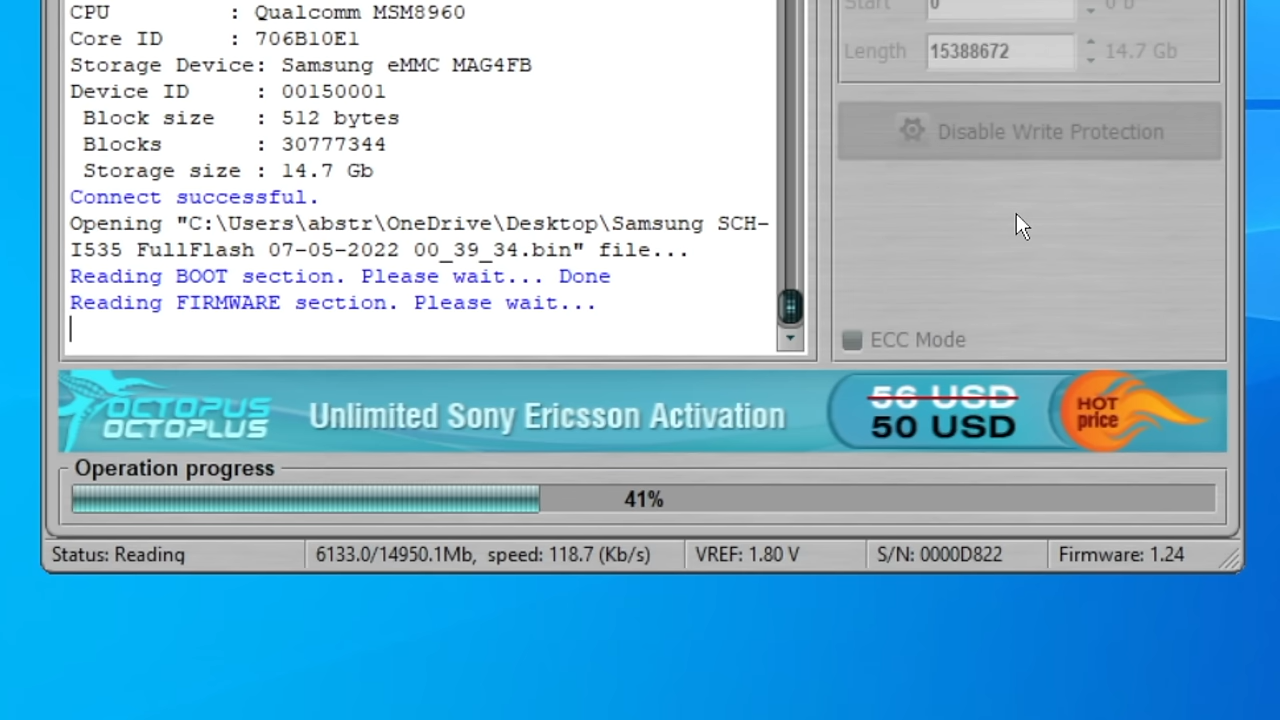 CPU : Qualcomm MSM8960
Core ID : 706B10E1
Storage Device: Samsung eMMC MAG4FB
Device ID : 00150001
Block size : 512 bytes
Blocks : 30777344
Storage size : 14.7 Gb
Connect successful.
Opening "C:\Users\abstr\OneDrive\Desktop\Samsung SCH-
I535 FullFlash 07-05-2022 00_39_34.bin" file...
Reading BOOT section. Please wait... Done
Reading FIRMWARE section. Please wait...
Start 0 0 b
Length 15388672 14.7 Gb
Disable Write Protection
ECC Mode
OCTOPUS
OCTOPLUS
Unlimited Sony Ericsson Activation
56 USD
50 USD
HOT
price
Operation progress
41%
Status: Reading 6133.0/14950.1Mb, speed: 118.7 (Kb/s) VREF: 1.80 V S/N: 0000D822 Firmware: 1.24